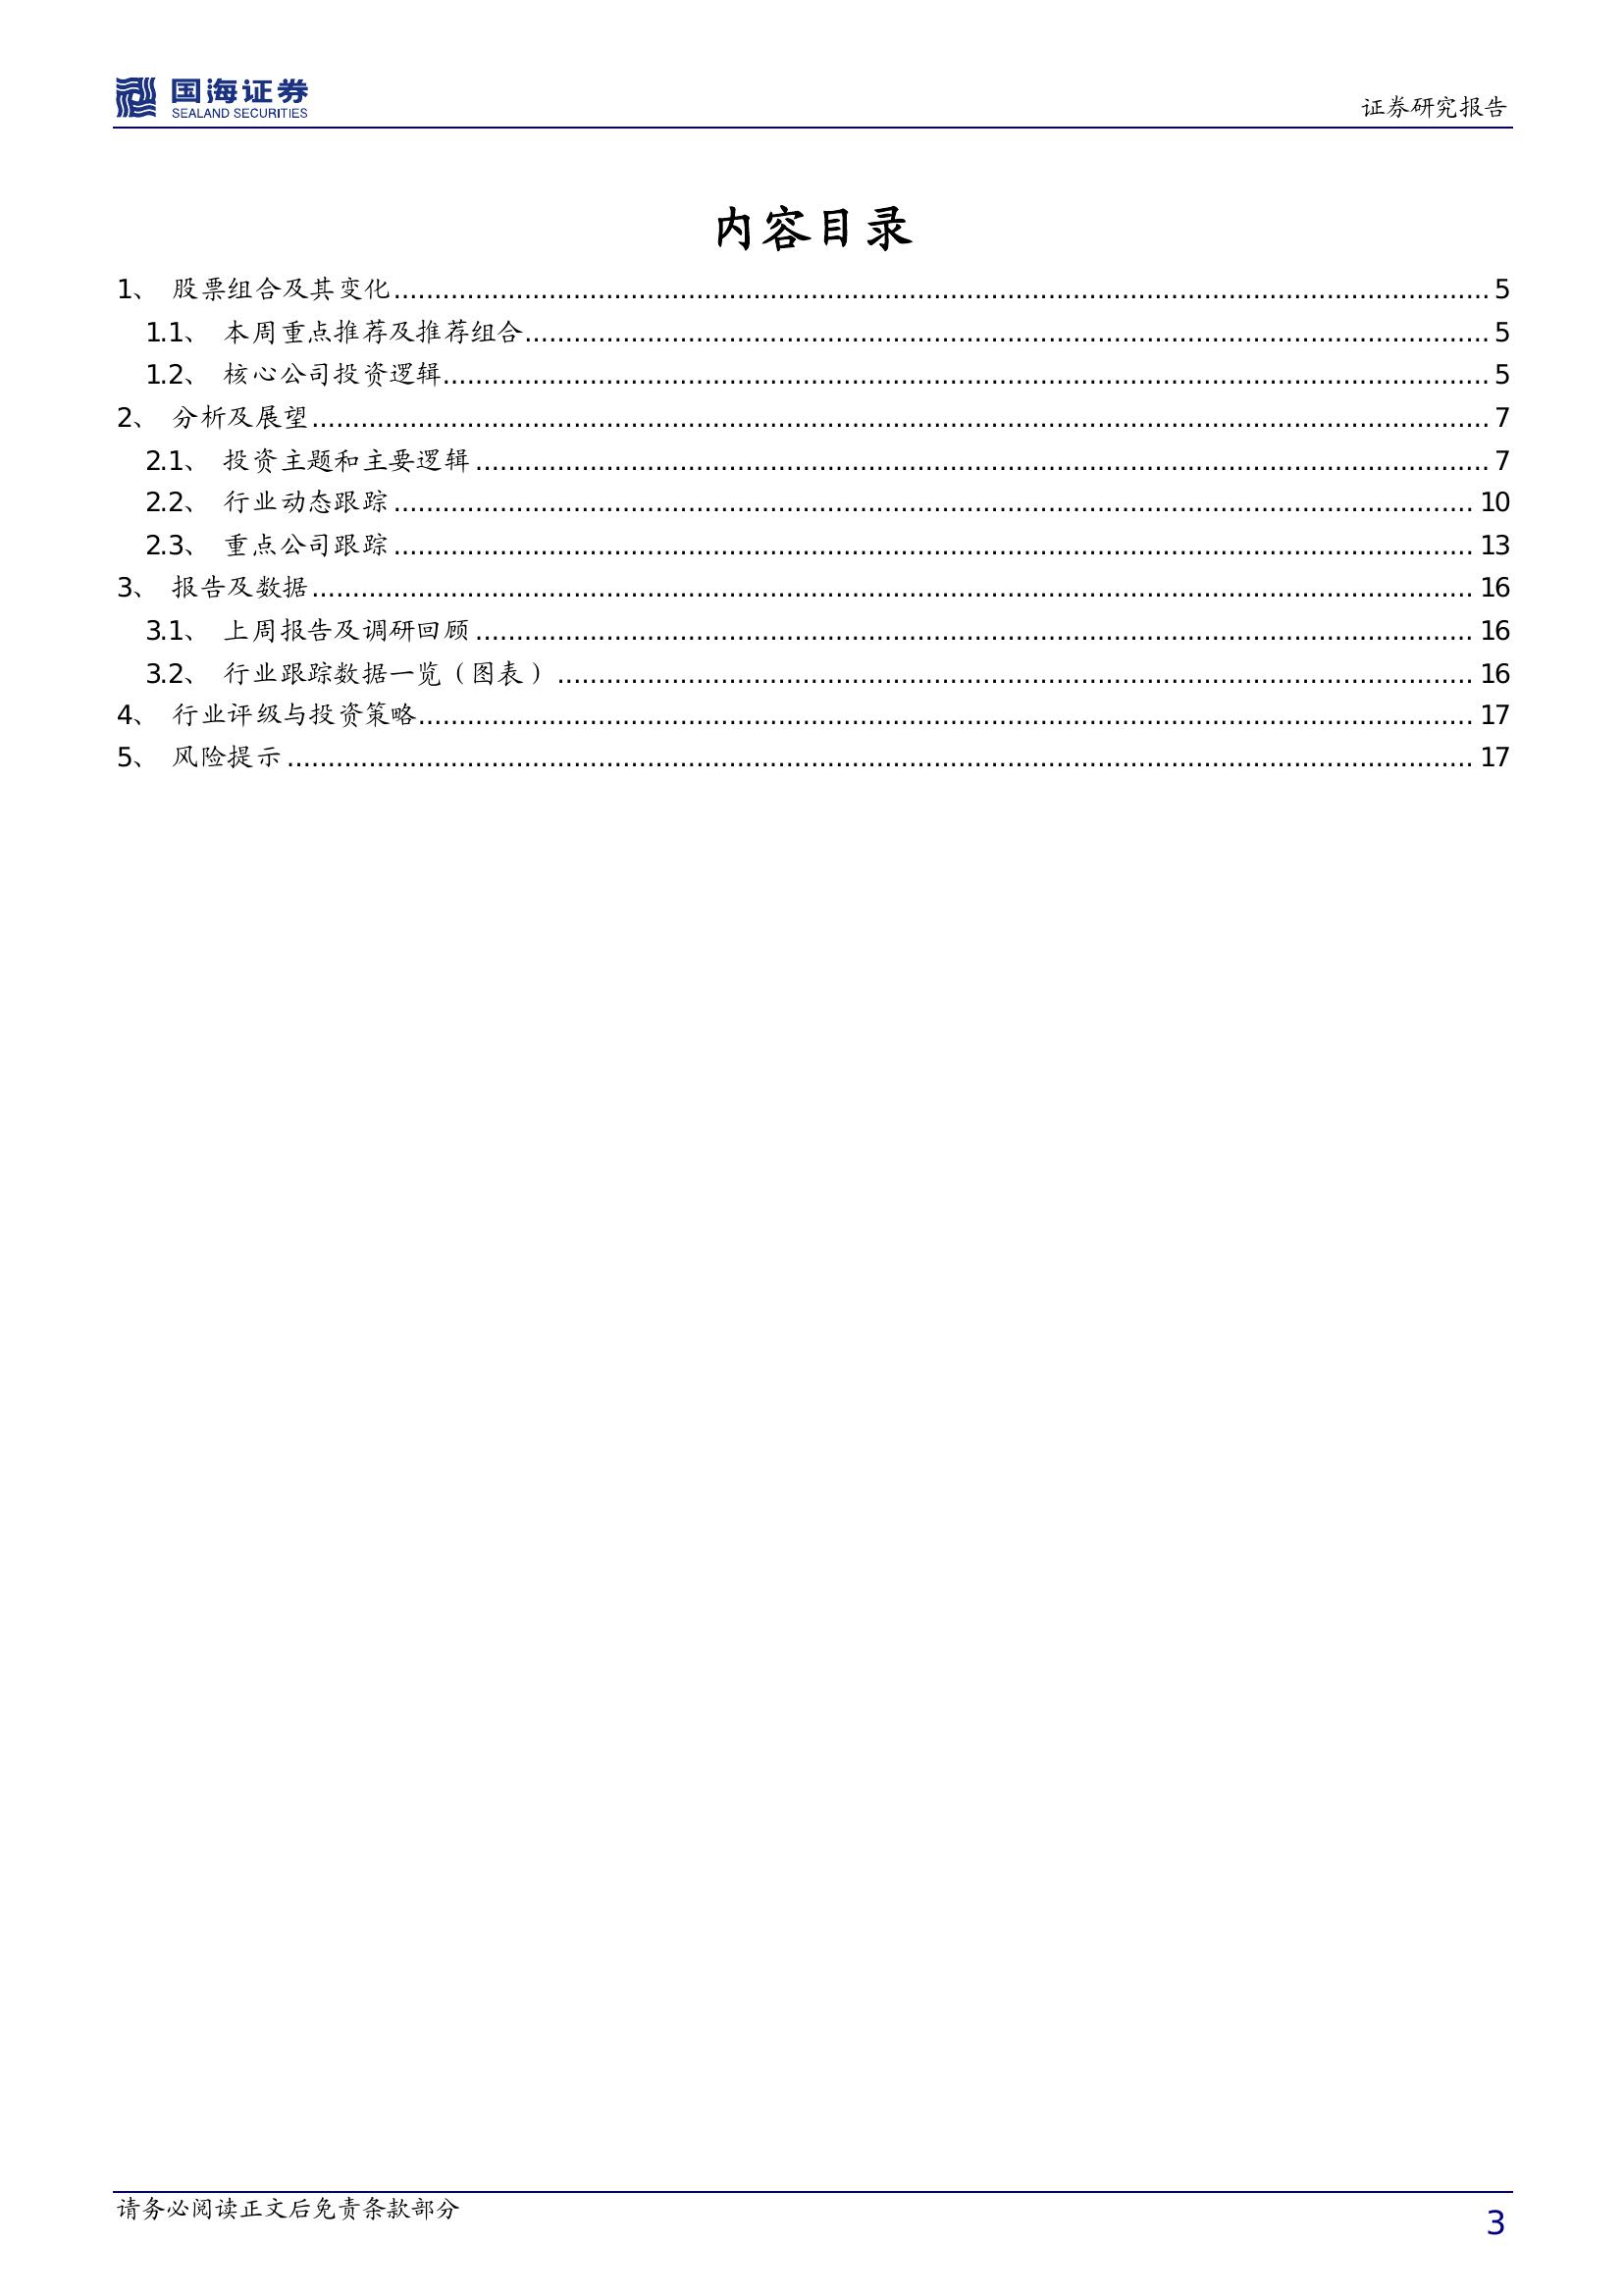 国海证券
SEALAND SECURITIES
证券研究报告
内容目录
1、 股票组合及其变化........................................5
1.1、 本周重点推荐及推荐组合........................................5
1.2、 核心公司投资逻辑........................................5
2、 分析及展望........................................7
2.1、 投资主题和主要逻辑........................................7
2.2、 行业动态跟踪........................................10
2.3、 重点公司跟踪........................................13
3、 报告及数据........................................16
3.1、 上周报告及调研回顾........................................16
3.2、 行业跟踪数据一览（图表）........................................16
4、 行业评级与投资策略........................................17
5、 风险提示........................................17
请务必阅读正文后免责条款部分
3